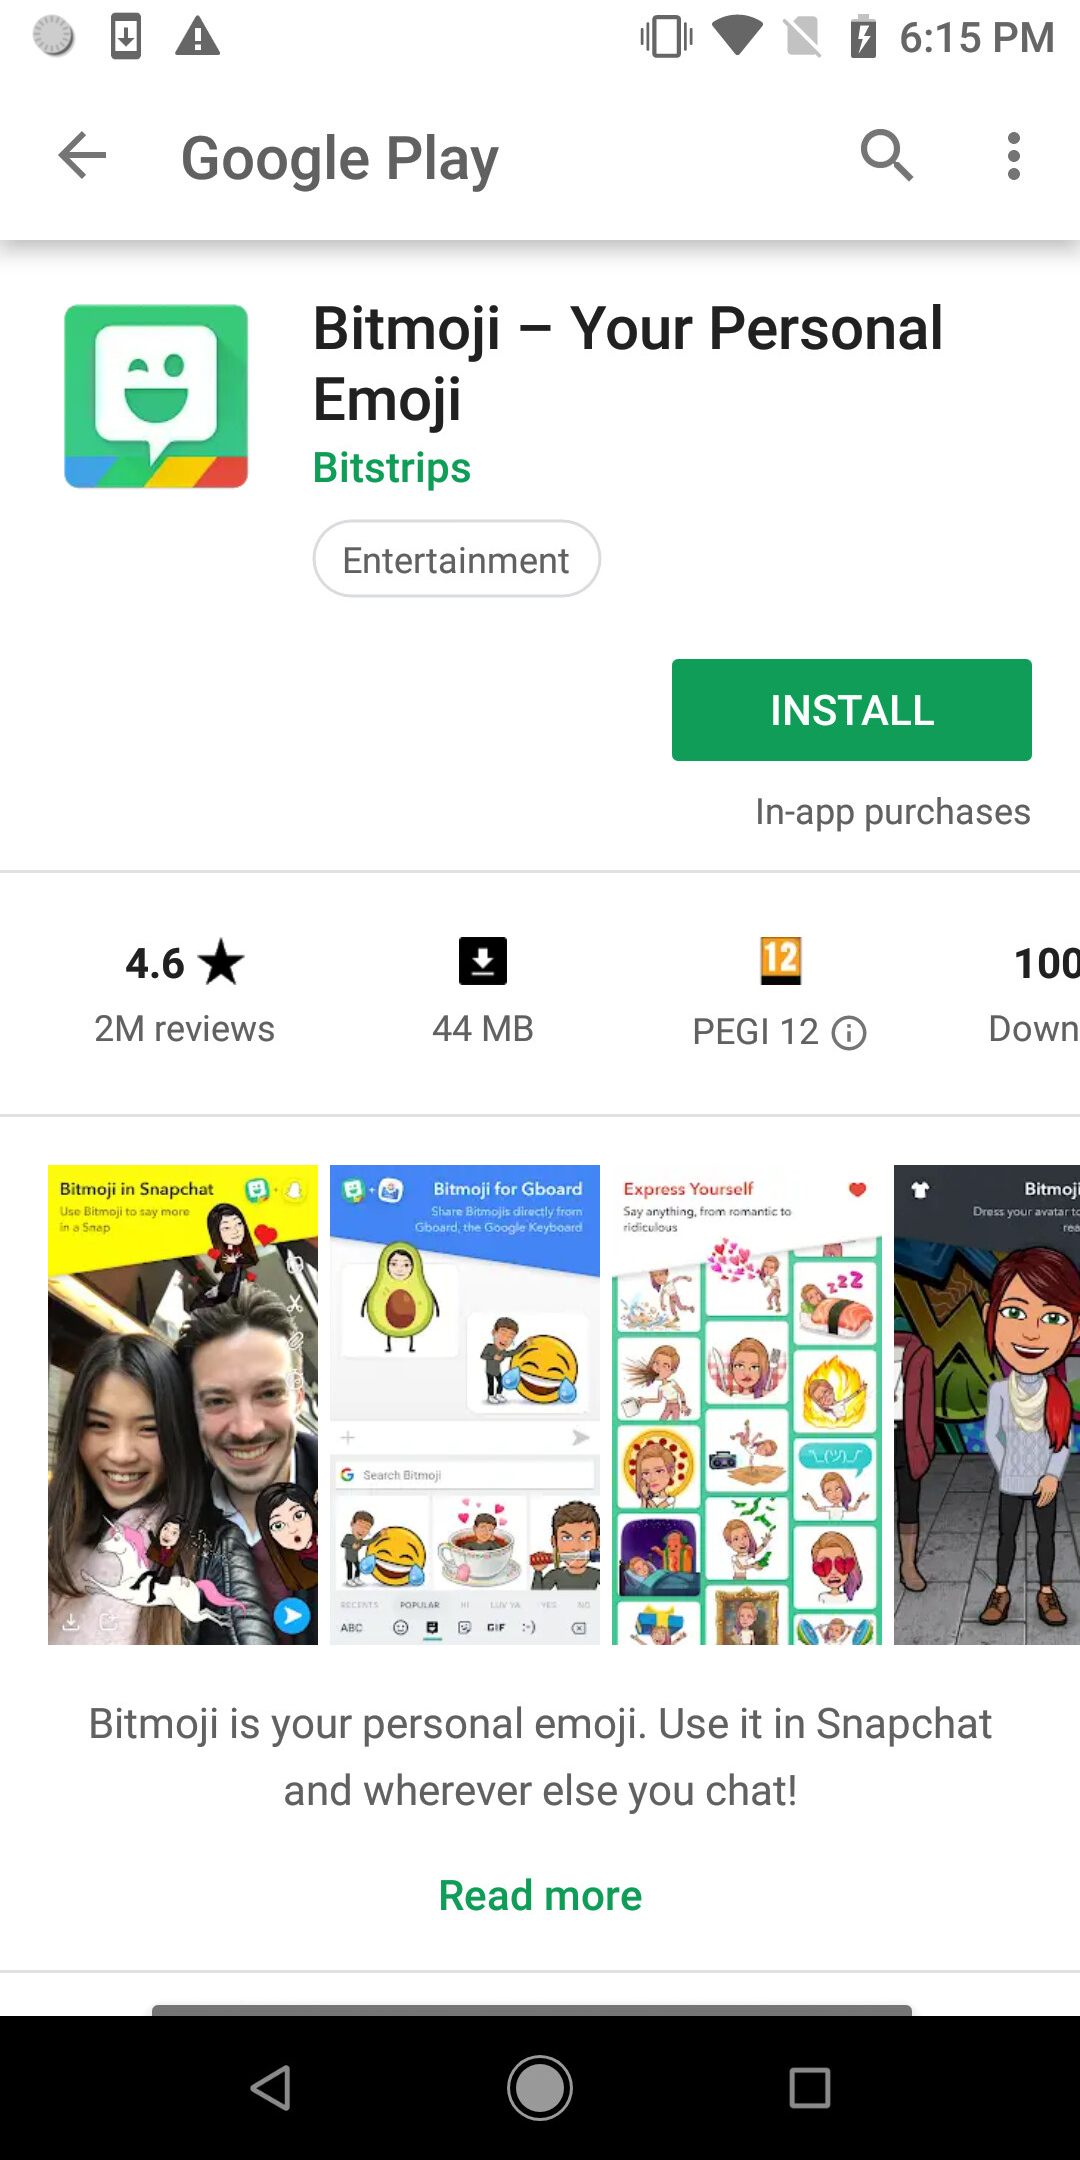 6:15 PM
Google Play
Bitmoji – Your Personal
Emoji
Bitstrips
Entertainment
INSTALL
In-app purchases
4.6
12
100
2M reviews
44 MB
PEGI 12
Down
Bitmoji in Snapchat
Use Bitmoji to say more
in a Snap
Bitmoji for Gboard
Share Bitmojis directly from
Gboard, the Google Keyboard
Search Bitmoji
RECENTS POPULAR HI LUV YA YES NO
ABC GIF :-)
Express Yourself
Say anything, from romantic to
ridiculous
ZZZ
Bitmoji
Dress your avatar to
rea
Bitmoji is your personal emoji. Use it in Snapchat
and wherever else you chat!
Read more